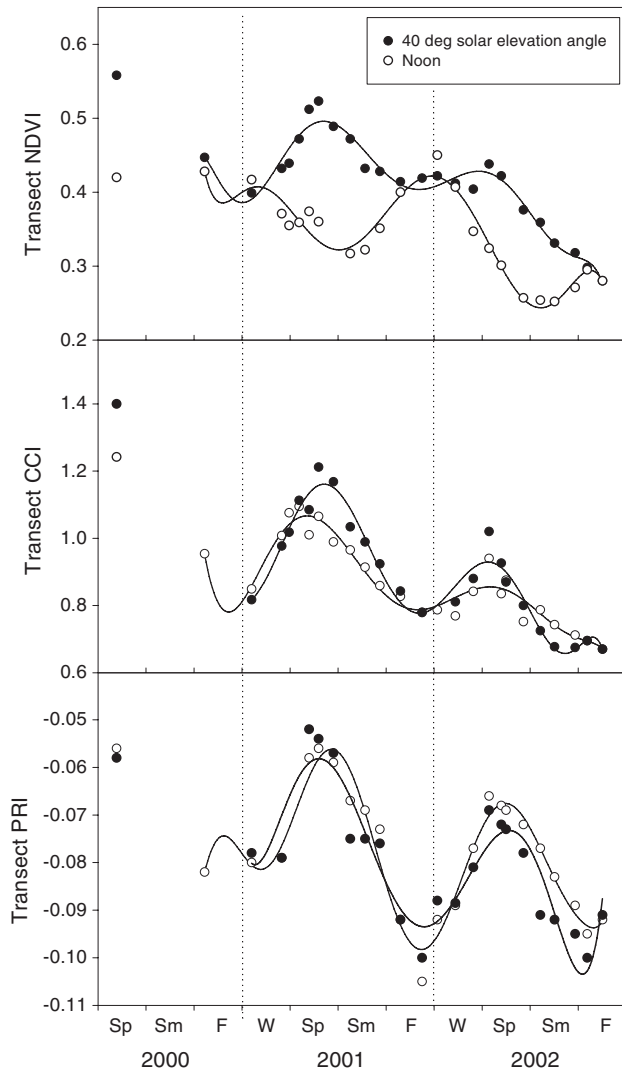 40 deg solar elevation angle
Noon
0.6
0.5
0.4
0.3
0.2
Transect NDVI
1.4
1.2
1.0
0.8
0.6
Transect CCI
-0.05
-0.06
-0.07
-0.08
-0.09
-0.10
-0.11
Transect PRI
Sp Sm F W Sp Sm F W Sp Sm F
2000 2001 2002